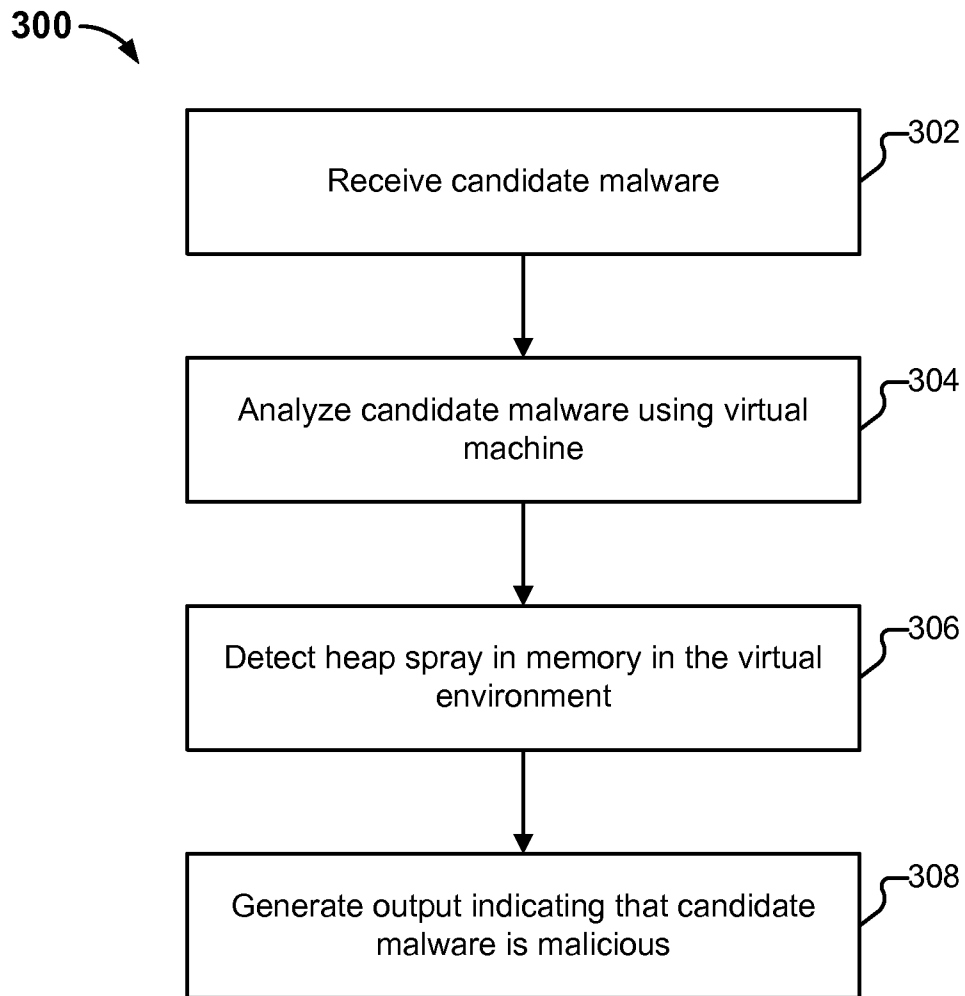 300
302
Receive candidate malware
304
Analyze candidate malware using virtual
machine
306
Detect heap spray in memory in the virtual
environment
308
Generate output indicating that candidate
malware is malicious